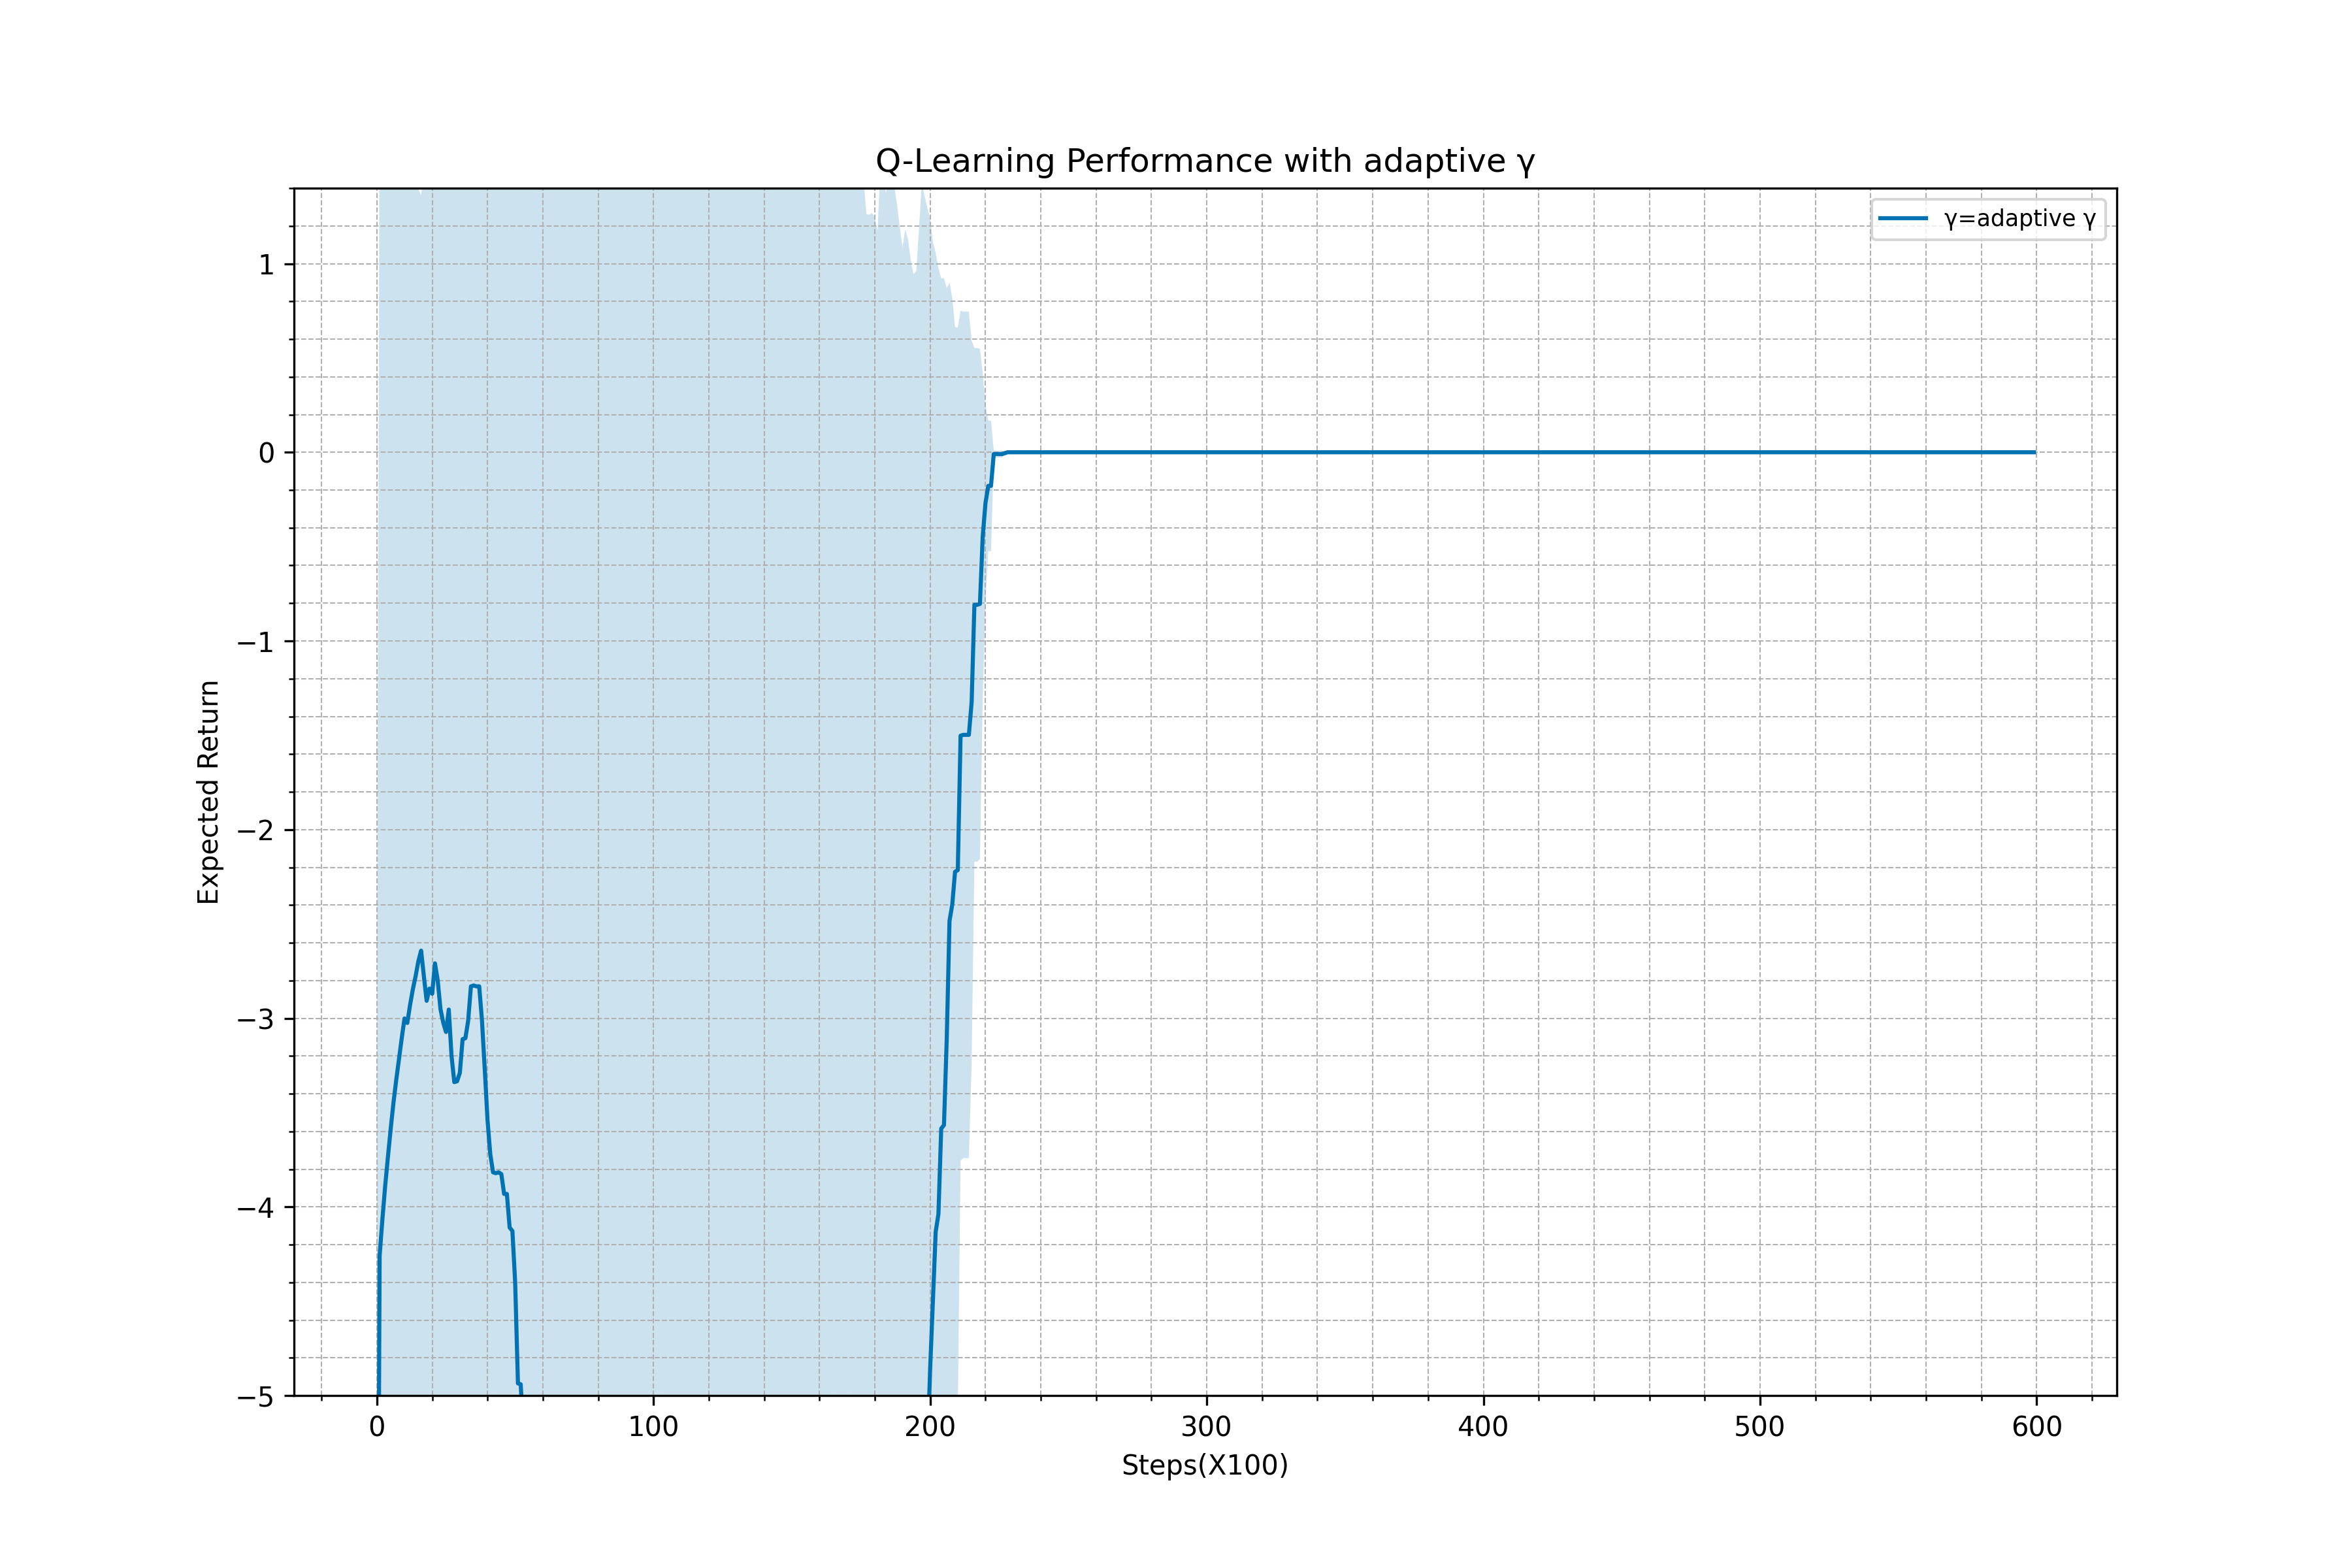 Q-Learning Performance with adaptive γ
γ=adaptive γ
Expected Return
1
0
−1
−2
−3
−4
−5
0 100 200 300 400 500 600
Steps(X100)